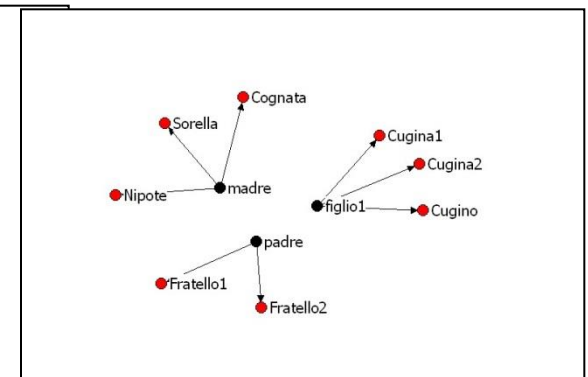 Cognata
Sorella
Cugina1
Cugina2
madre
Nipote
figlio1
Cugino
padre
Fratello1
Fratello2